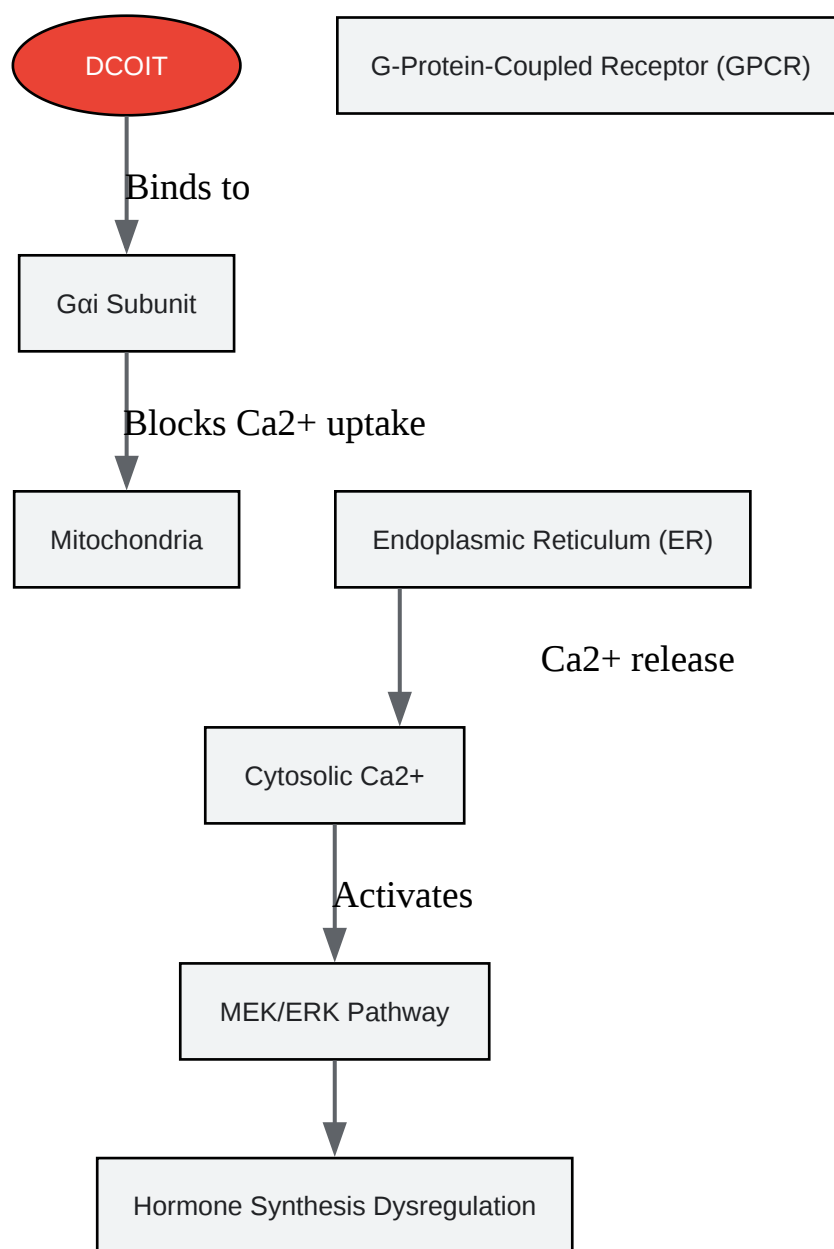 DCOIT
G-Protein-Coupled Receptor (GPCR)
Binds to
Gαi Subunit
Blocks Ca2+ uptake
Mitochondria
Endoplasmic Reticulum (ER)
Ca2+ release
Cytosolic Ca2+
Activates
MEK/ERK Pathway
Hormone Synthesis Dysregulation